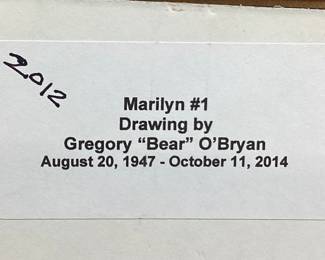 2012
Marilyn #1
Drawing by
Gregory “Bear” O’Bryan
August 20, 1947 - October 11, 2014